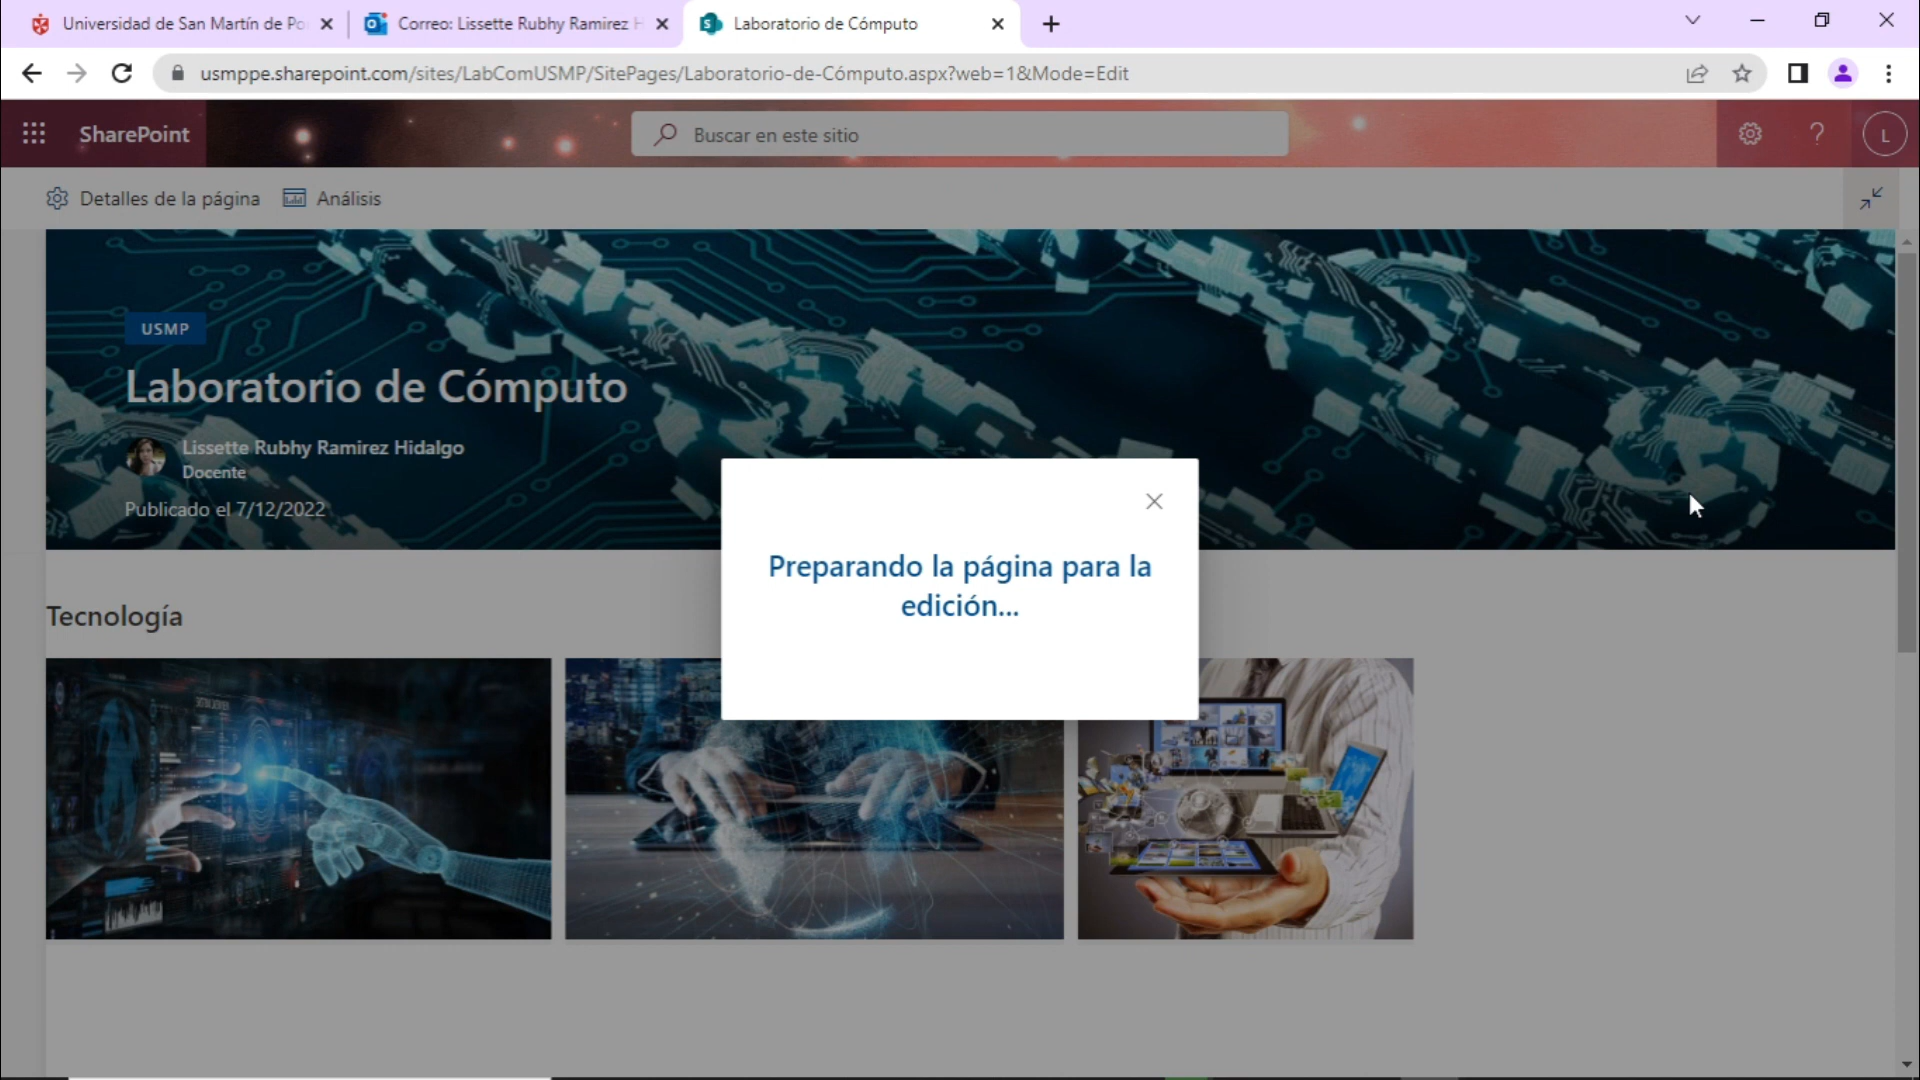 Universidad de San Martín de Po
Correo: Lissette Rubhy Ramirez H
Laboratorio de Cómputo
usmppe.sharepoint.com/sites/LabComUSMP/SitePages/Laboratorio-de-Cómputo.aspx?web=1&Mode=Edit
SharePoint
Buscar en este sitio
L
Detalles de la página
Análisis
USMP
Laboratorio de Cómputo
Lissette Rubhy Ramirez Hidalgo
Docente
Publicado el 7/12/2022
Preparando la página para la
edición...
Tecnología